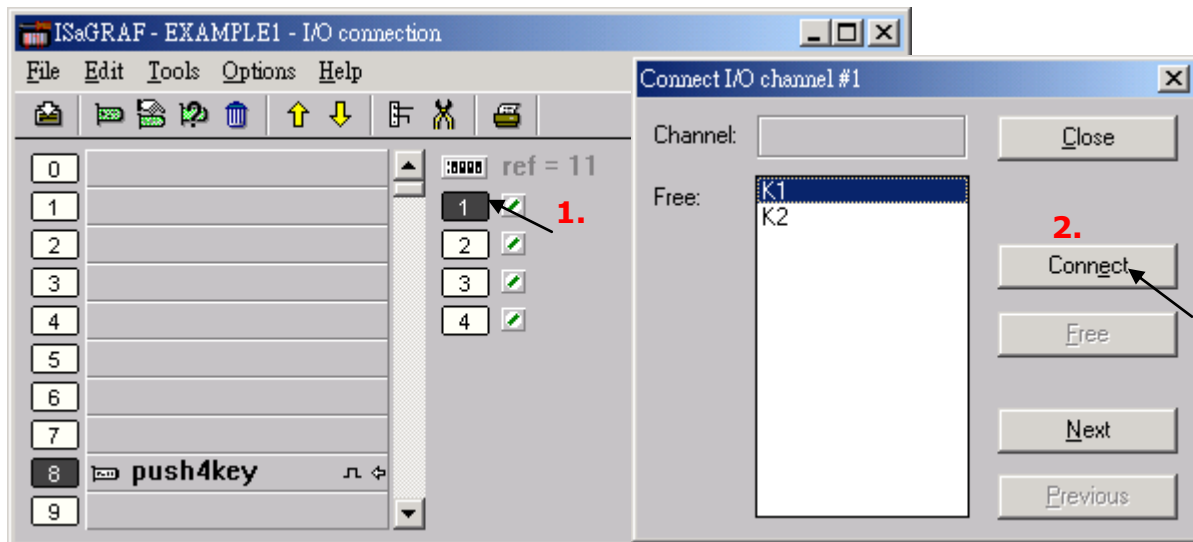 ISaGRAF - EXAMPLE1 - I/O connection
File Edit Tools Options Help
0
1
2
3
4
5
6
7
8 push4key
9
ref = 11
1 1.
2
3
4
Connect I/O channel #1
Channel: Close
Free: K1
K2
2.
Connect
Free
Next
Previous